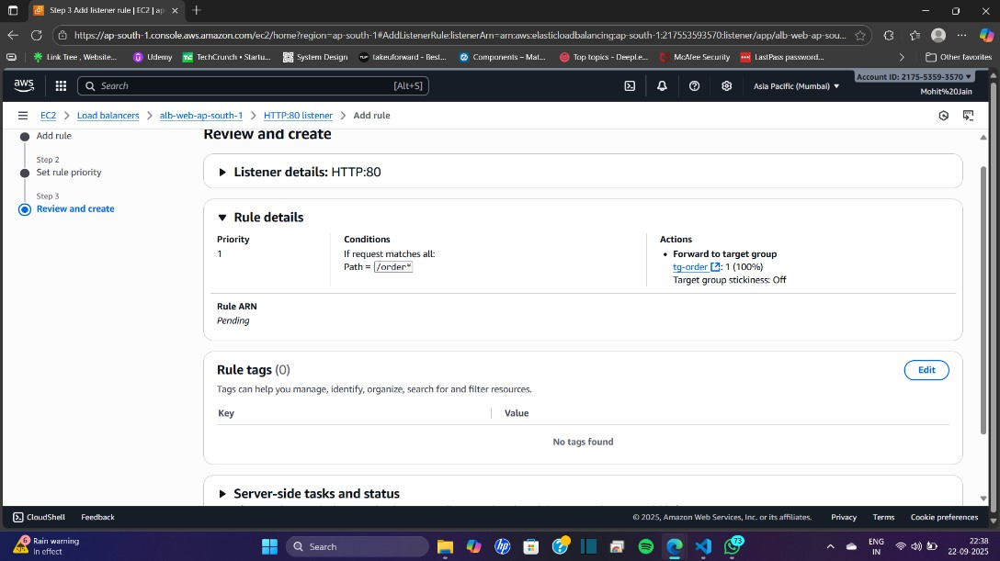 Step 3 Add listener rule | EC2 | ap
https://ap-south-1.console.aws.amazon.com/ec2/home?region=ap-south-1#AddListenerRule:listenerArn=arn:aws:elasticloadbalancing:ap-south-1:217553593570:listener/app/alb-web-ap-sou...
Link Tree , Website...
Udemy
TechCrunch • Startu...
System Design
takeuforward - Best...
Components – Mat...
Top topics - DeepLe...
McAfee Security
LastPass password...
Other favorites
aws
Search
[Alt+S]
Asia Pacific (Mumbai)
Account ID: 2175-5359-3570
Mohit%20Jain
EC2
Load balancers
alb-web-ap-south-1
HTTP:80 listener
Add rule
Add rule
Step 2
Set rule priority
Step 3
Review and create
Review and create
Listener details: HTTP:80
Rule details
Priority
1
Conditions
If request matches all:
Path = /order*
Actions
• Forward to target group
tg-order: 1 (100%)
Target group stickiness: Off
Rule ARN
Pending
Rule tags (0)
Edit
Tags can help you manage, identify, organize, search for and filter resources.
Key
Value
No tags found
Server-side tasks and status
CloudShell
Feedback
© 2025, Amazon Web Services, Inc. or its affiliates.
Privacy
Terms
Cookie preferences
Rain warning
In effect
Search
73
ENG
IN
22:38
22-09-2025